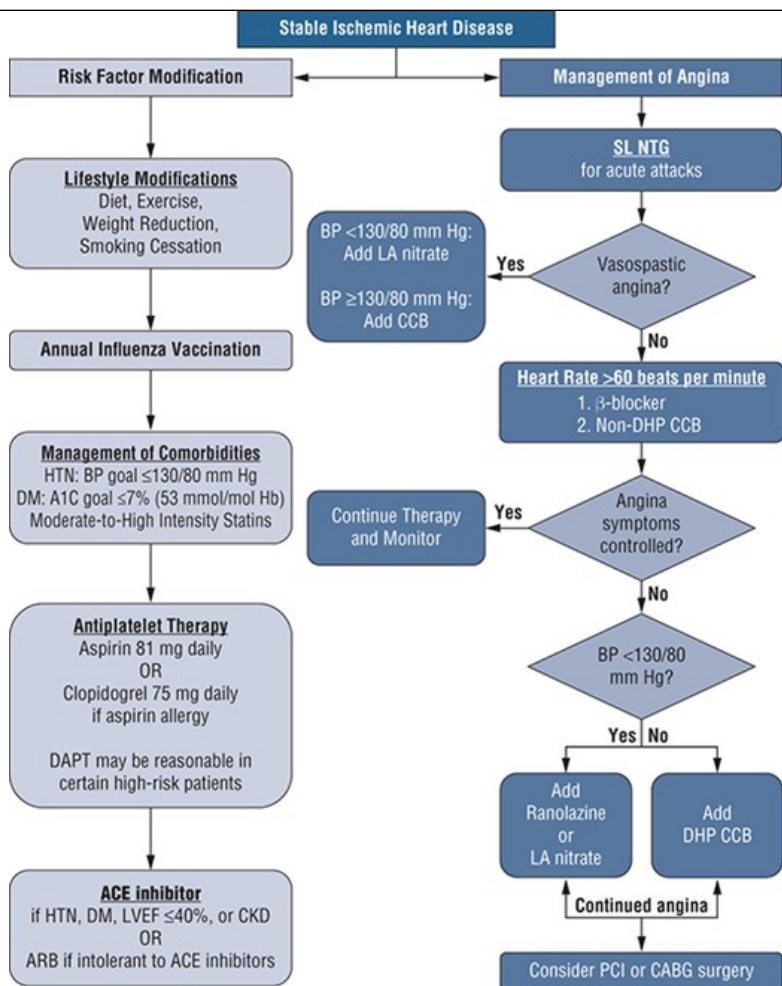 Stable Ischemic Heart Disease
Risk Factor Modification
Lifestyle Modifications
Diet, Exercise,
Weight Reduction,
Smoking Cessation
Annual Influenza Vaccination
Management of Comorbidities
HTN: BP goal ≤130/80 mm Hg
DM: A1C goal ≤7% (53 mmol/mol Hb)
Moderate-to-High Intensity Statins
Antiplatelet Therapy
Aspirin 81 mg daily
OR
Clopidogrel 75 mg daily
if aspirin allergy
DAPT may be reasonable in
certain high-risk patients
ACE inhibitor
if HTN, DM, LVEF ≤40%, or CKD
OR
ARB if intolerant to ACE inhibitors
Management of Angina
SL NTG
for acute attacks
Vasospastic
angina?
Yes
BP <130/80 mm Hg:
Add LA nitrate
BP ≥130/80 mm Hg:
Add CCB
No
Heart Rate >60 beats per minute
1. β-blocker
2. Non-DHP CCB
Angina
symptoms
controlled?
Yes
Continue Therapy
and Monitor
No
BP <130/80
mm Hg?
Yes
No
Add
Ranolazine
or
LA nitrate
Add
DHP CCB
Continued angina
Consider PCI or CABG surgery